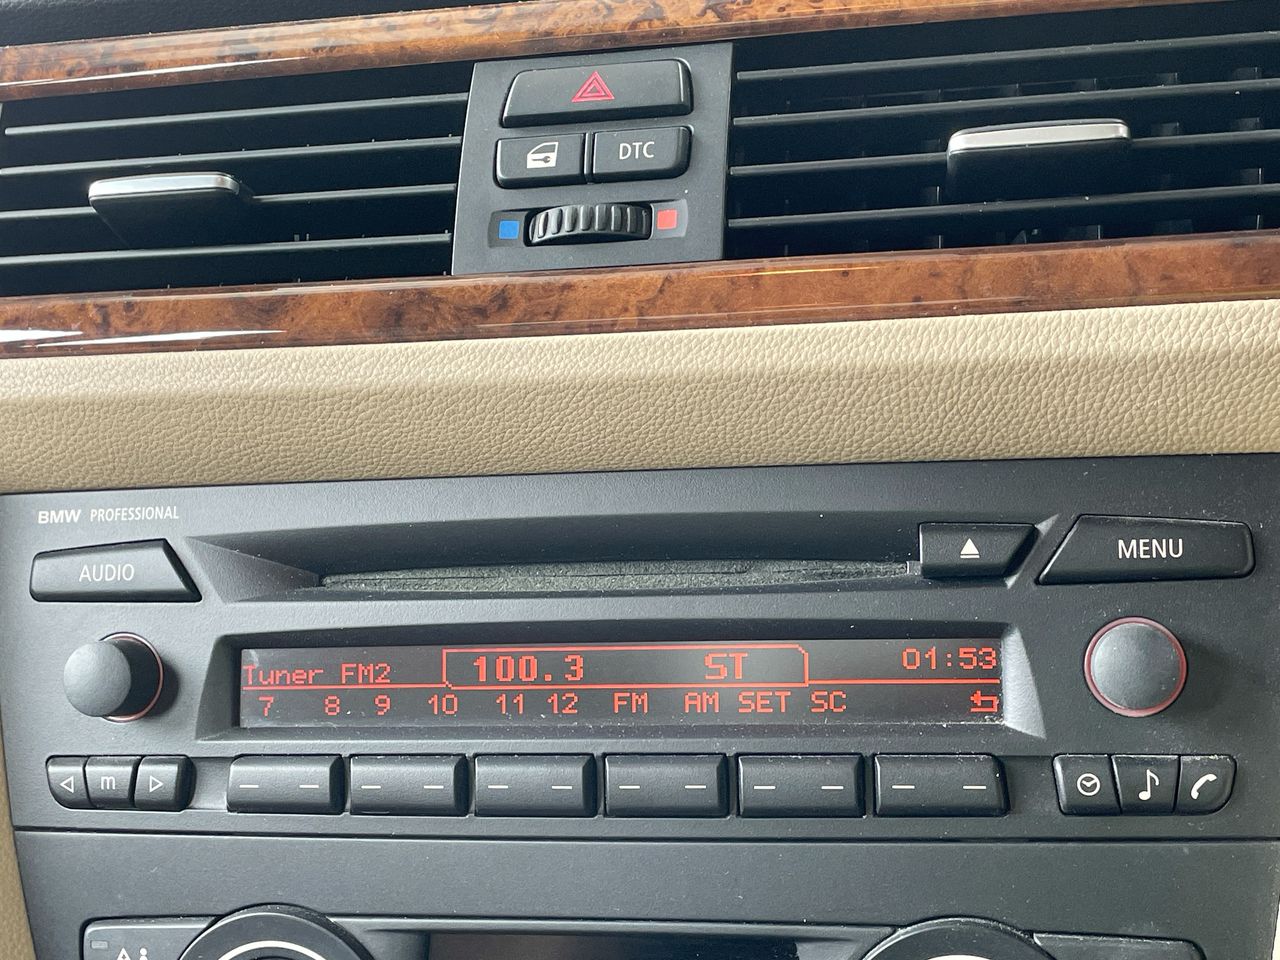 DTC
BMW PROFESSIONAL
AUDIO
MENU
Tuner FM2 100.3 ST 01:53
7 8. 9 10 11 12 FM AM SET SC
m